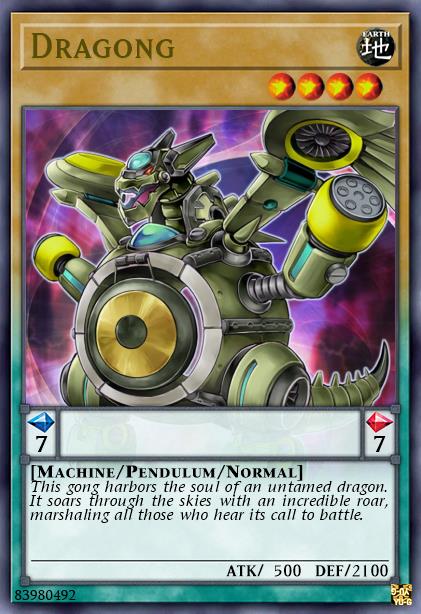 DRAGONG
EARTH
地
7
7
[MACHINE/PENDULUM/NORMAL]
This gong harbors the soul of an untamed dragon.
It soars through the skies with an incredible roar,
marshaling all those who hear its call to battle.
ATK/ 500 DEF/2100
83980492